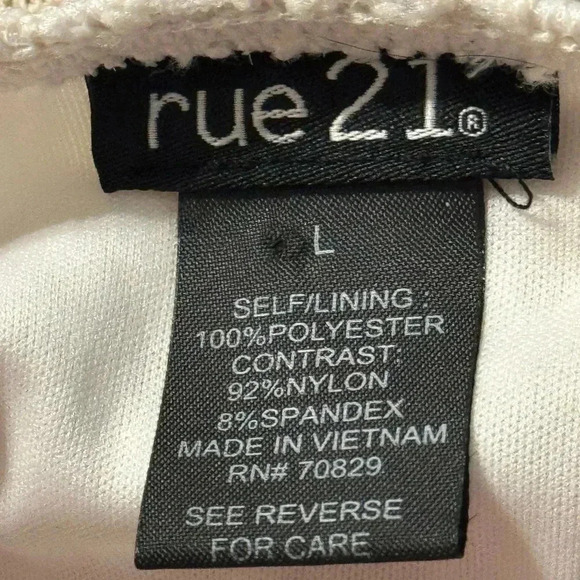 rue21®
L
SELF/LINING :
100%POLYESTER
CONTRAST:
92%NYLON
8%SPANDEX
MADE IN VIETNAM
RN# 70829
SEE REVERSE
FOR CARE